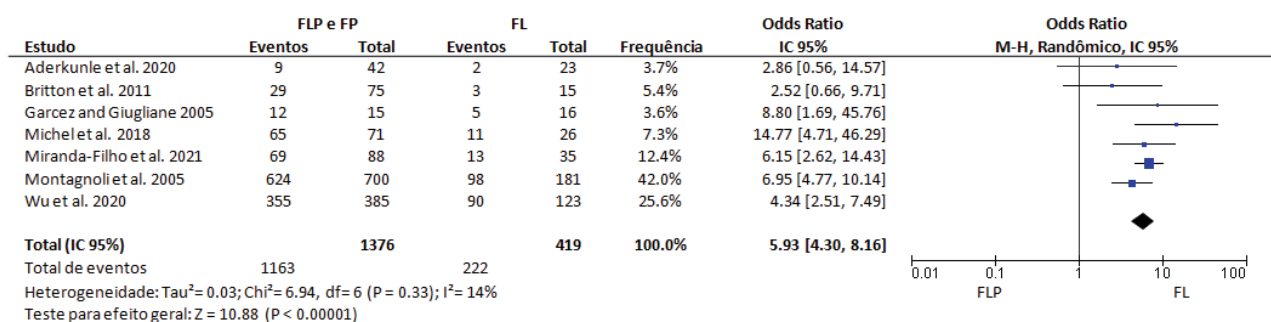 FLP e FP FL Odds Ratio Odds Ratio
Estudo Eventos Total Eventos Total Frequência IC 95% M-H, Randômico, IC 95%
Aderkunle et al. 2020 9 42 2 23 3.7% 2.86 [0.56, 14.57]
Britton et al. 2011 29 75 3 15 5.4% 2.52 [0.66, 9.71]
Garcez and Giugliane 2005 12 15 5 16 3.6% 8.80 [1.69, 45.76]
Michel et al. 2018 65 71 11 26 7.3% 14.77 [4.71, 46.29]
Miranda-Filho et al. 2021 69 88 13 35 12.4% 6.15 [2.62, 14.43]
Montagnoli et al. 2005 624 700 98 181 42.0% 6.95 [4.77, 10.14]
Wu et al. 2020 355 385 90 123 25.6% 4.34 [2.51, 7.49]
Total (IC 95%) 1376 419 100.0% 5.93 [4.30, 8.16]
Total de eventos 1163 222
0.01 0.1 1 10 100
Heterogeneidade: Tau²= 0.03; Chi²= 6.94, df= 6 (P = 0.33); I²= 14%
FLP FL
Teste para efeito geral: Z = 10.88 (P < 0.00001)